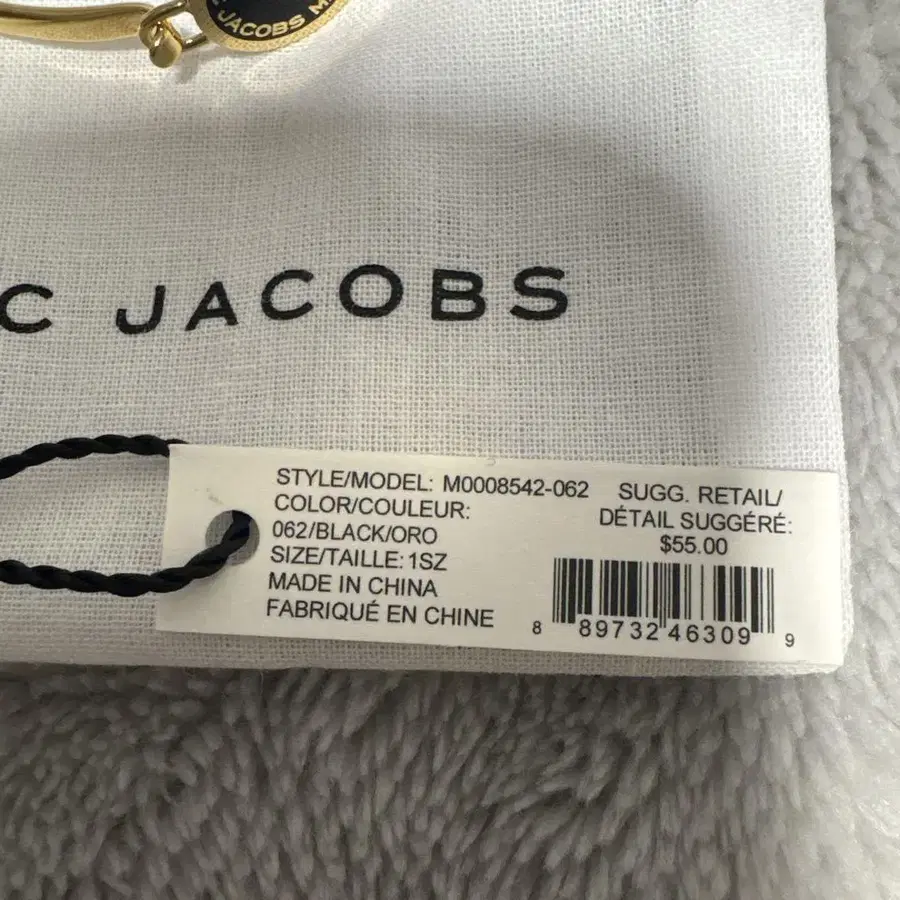 JACOBS M
C JACOBS
STYLE/MODEL: M0008542-062
COLOR/COULEUR:
062/BLACK/ORO
SIZE/TAILLE: 1SZ
MADE IN CHINA
FABRIQUÉ EN CHINE
SUGG. RETAIL/
DÉTAIL SUGGÉRÉ:
$55.00
8 89732 46309 9